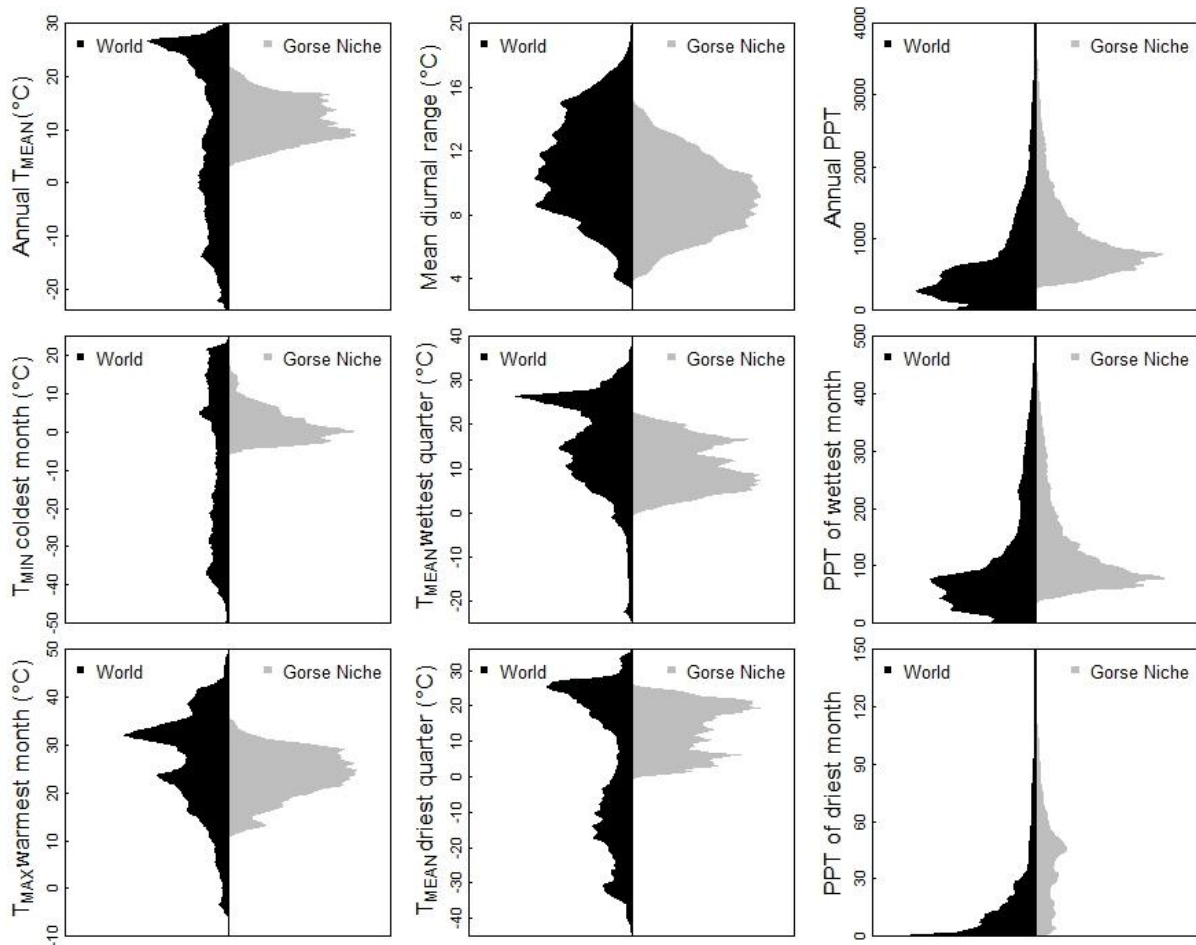 Annual TMEAN (°C)
30
20
10
0
-10
-20
World
Gorse Niche
Mean diurnal range (°C)
20
16
12
8
4
World
Gorse Niche
Annual PPT
4000
3000
2000
1000
0
World
Gorse Niche
TMIN coldest month (°C)
20
10
0
-10
-20
-30
-40
-50
World
Gorse Niche
TMEAN wettest quarter (°C)
40
30
20
10
0
-10
-20
World
Gorse Niche
PPT of wettest month
500
400
300
200
100
0
World
Gorse Niche
TMAX warmest month (°C)
50
40
30
20
10
0
-10
World
Gorse Niche
TMEAN driest quarter (°C)
30
20
10
0
-10
-20
-30
-40
World
Gorse Niche
PPT of driest month
150
120
90
60
30
0
World
Gorse Niche